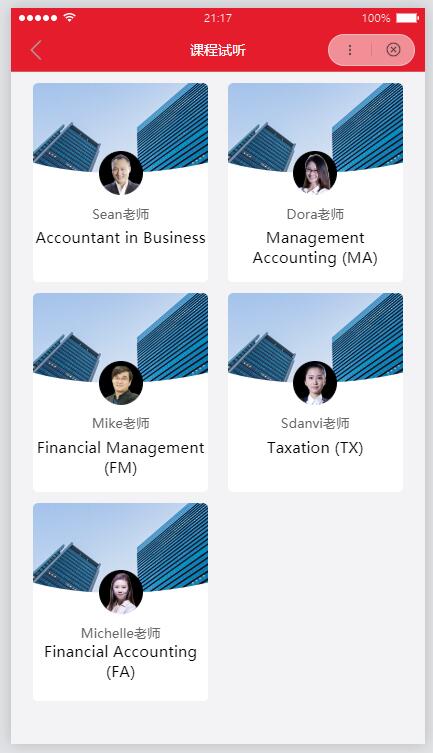 21:17
100%
课程试听
Sean老师
Accountant in Business
Dora老师
Management
Accounting (MA)
Mike老师
Financial Management
(FM)
Sdanvi老师
Taxation (TX)
Michelle老师
Financial Accounting
(FA)